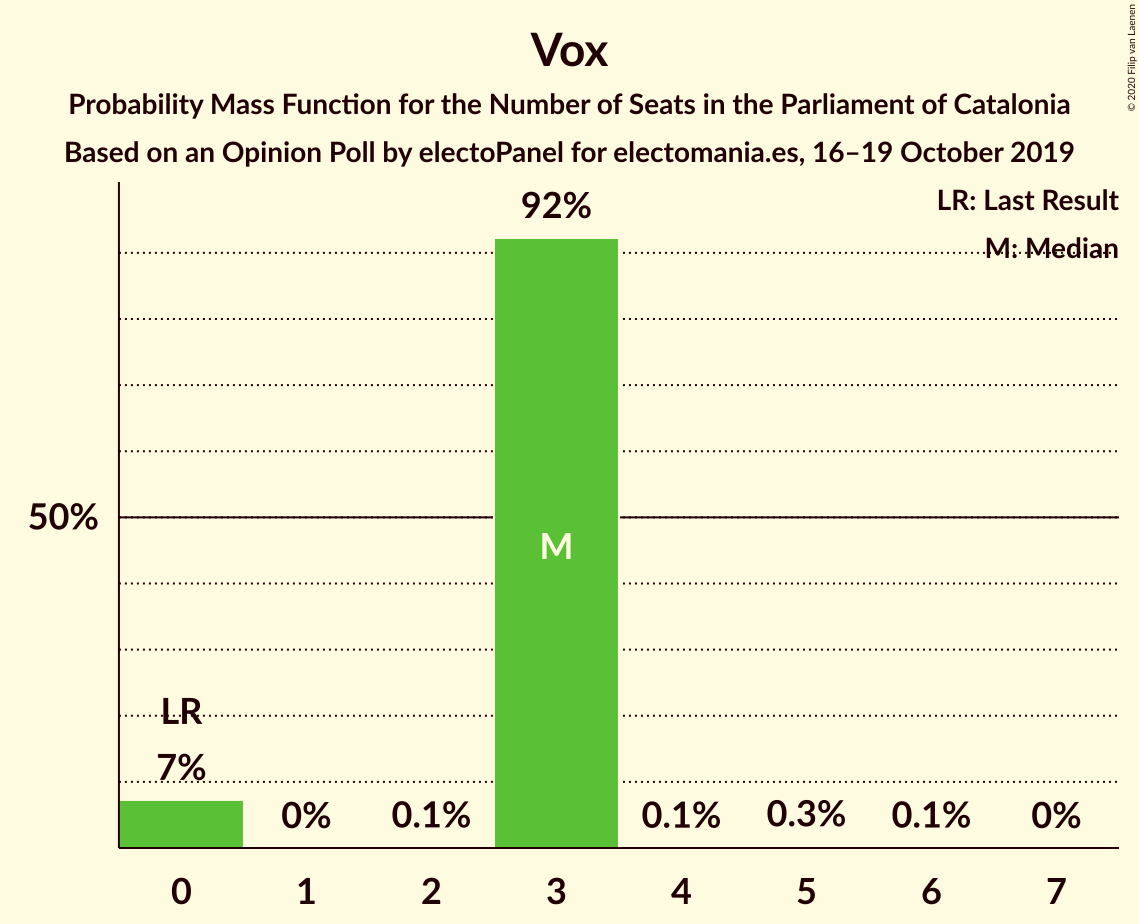 Vox
Probability Mass Function for the Number of Seats in the Parliament of Catalonia
Based on an Opinion Poll by electoPanel for electomania.es, 16–19 October 2019
© 2020 Filip van Laenen
LR: Last Result
M: Median
92%
50%
M
LR
7%
0%
0.1%
0.1%
0.3%
0.1%
0%
0 1 2 3 4 5 6 7